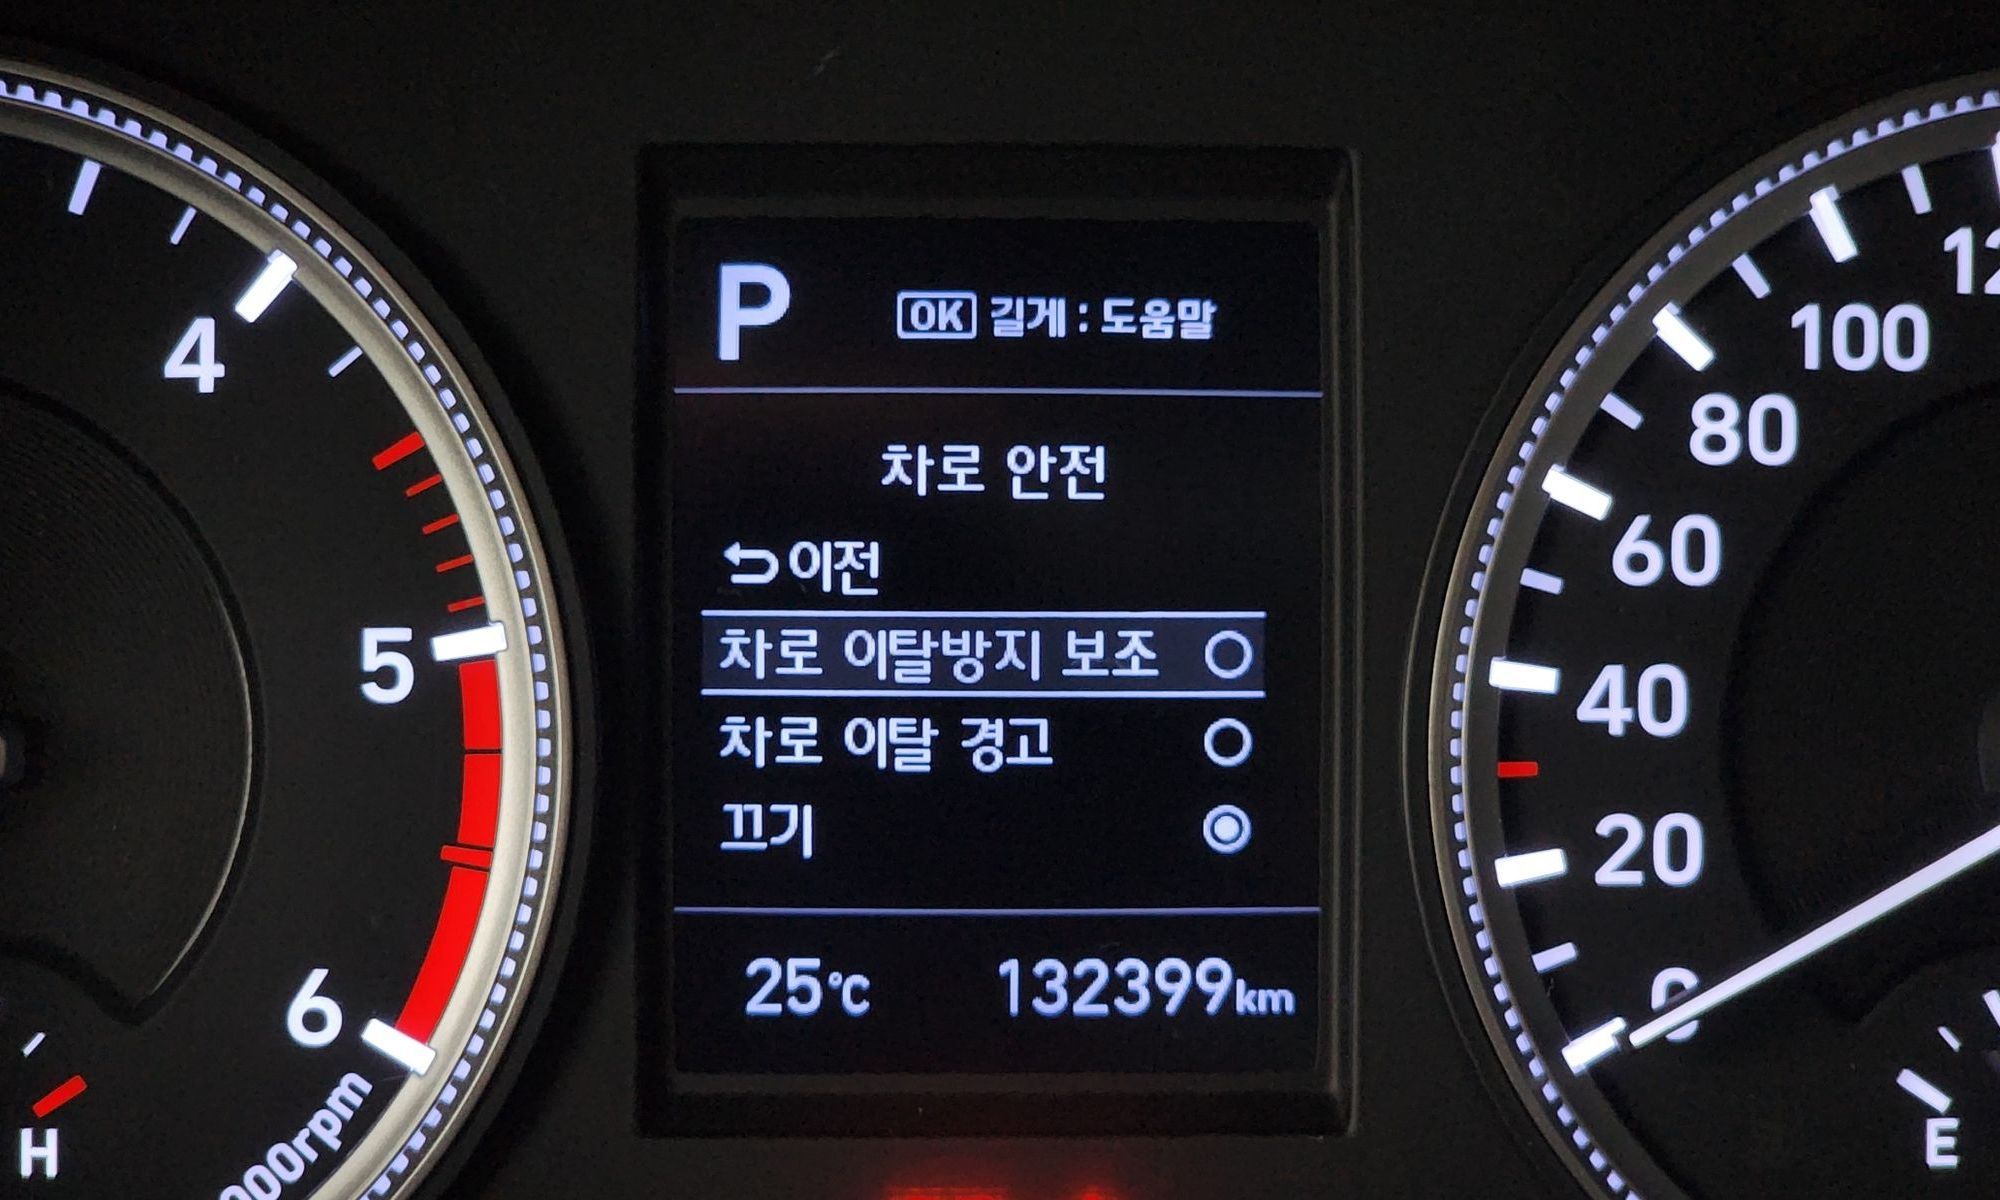 P OK 길게 : 도움말
차로 안전
이전
차로 이탈방지 보조
차로 이탈 경고
끄기
25°C 132399km
4
5
6
000rpm
H
100
80
60
40
20
0
E